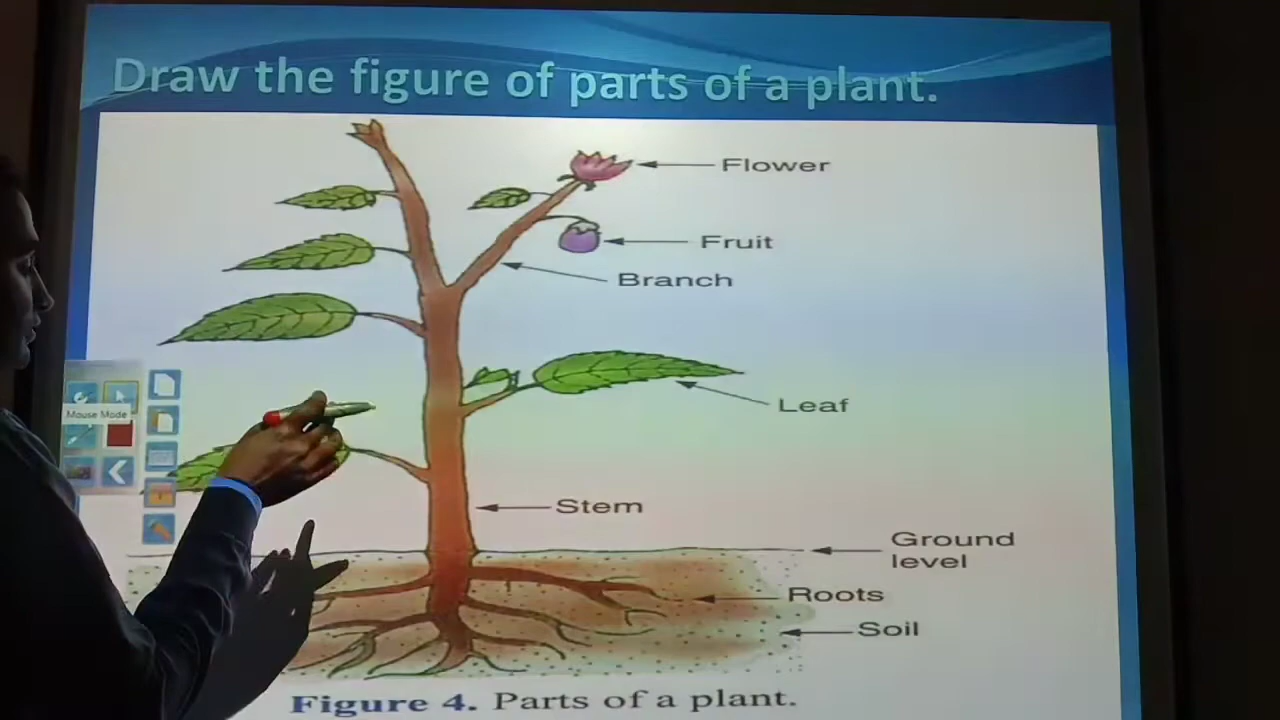 Draw the figure of parts of a plant.
Flower
Fruit
Branch
Leaf
Mouse Mode
Stem
Ground
level
Roots
Soil
Figure 4. Parts of a plant.